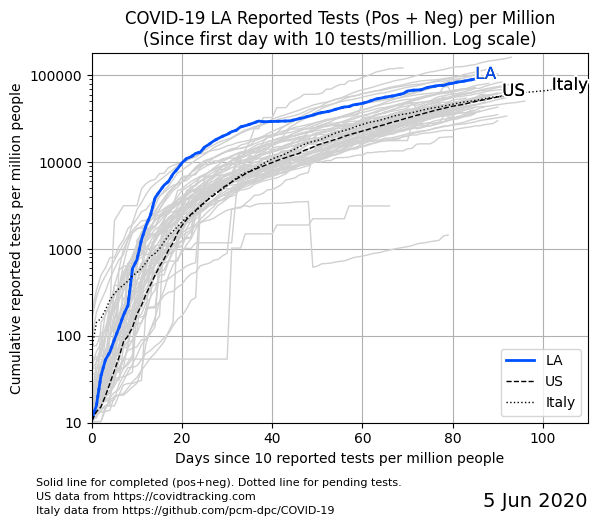 COVID-19 LA Reported Tests (Pos + Neg) per Million
(Since first day with 10 tests/million. Log scale)
Cumulative reported tests per million people
100000
10000
1000
100
10
LA
US
Italy
LA
US
Italy
0
20
40
60
80
100
Days since 10 reported tests per million people
Solid line for completed (pos+neg). Dotted line for pending tests.
US data from https://covidtracking.com
Italy data from https://github.com/pcm-dpc/COVID-19
5 Jun 2020